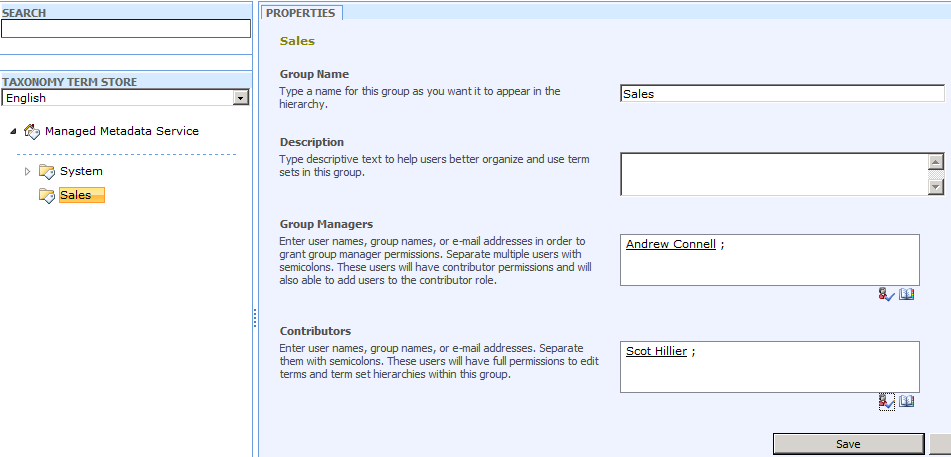 SEARCH
TAXONOMY TERM STORE
English
Managed Metadata Service
System
Sales
PROPERTIES
Sales
Group Name
Type a name for this group as you want it to appear in the
hierarchy.
Sales
Description
Type descriptive text to help users better organize and use term
sets in this group.
Group Managers
Enter user names, group names, or e-mail addresses in order to
grant group manager permissions. Separate multiple users with
semicolons. These users will have contributor permissions and will
also able to add users to the contributor role.
Andrew Connell ;
Contributors
Enter user names, group names, or e-mail addresses. Separate
them with semicolons. These users will have full permissions to edit
terms and term set hierarchies within this group.
Scot Hillier ;
Save